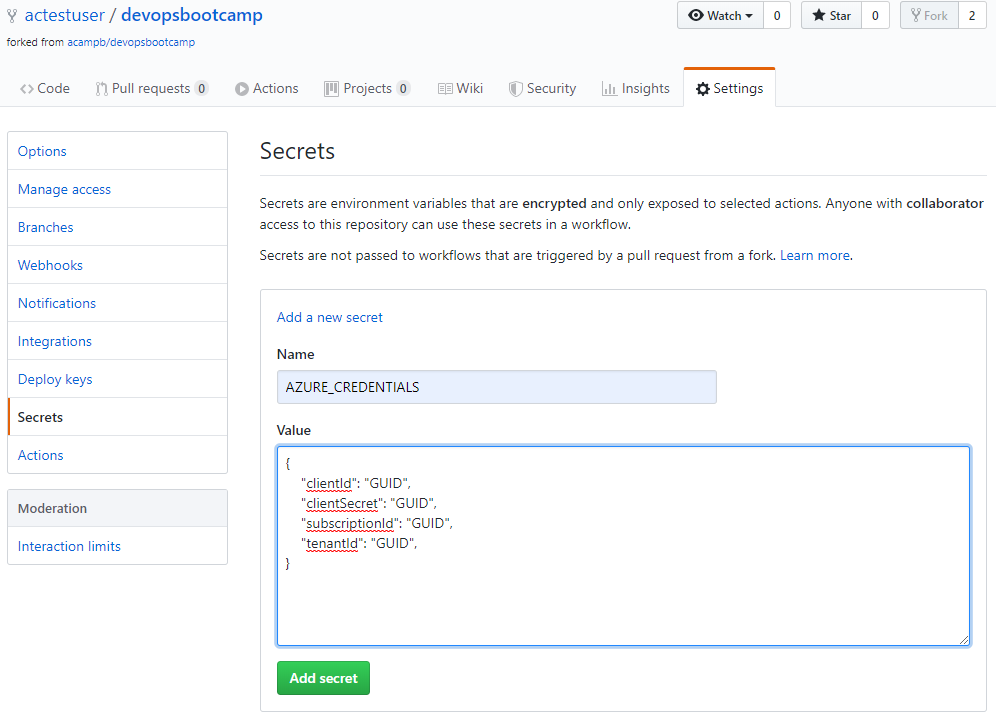 actestuser / devopsbootcamp
Watch 0 Star 0 Fork 2
forked from acampb/devopsbootcamp
Code Pull requests 0 Actions Projects 0 Wiki Security Insights Settings
Options
Manage access
Branches
Webhooks
Notifications
Integrations
Deploy keys
Secrets
Actions
Moderation
Interaction limits
Secrets
Secrets are environment variables that are encrypted and only exposed to selected actions. Anyone with collaborator
access to this repository can use these secrets in a workflow.
Secrets are not passed to workflows that are triggered by a pull request from a fork. Learn more.
Add a new secret
Name
AZURE_CREDENTIALS
Value
{
"clientId": "GUID",
"clientSecret": "GUID",
"subscriptionId": "GUID",
"tenantId": "GUID",
}
Add secret